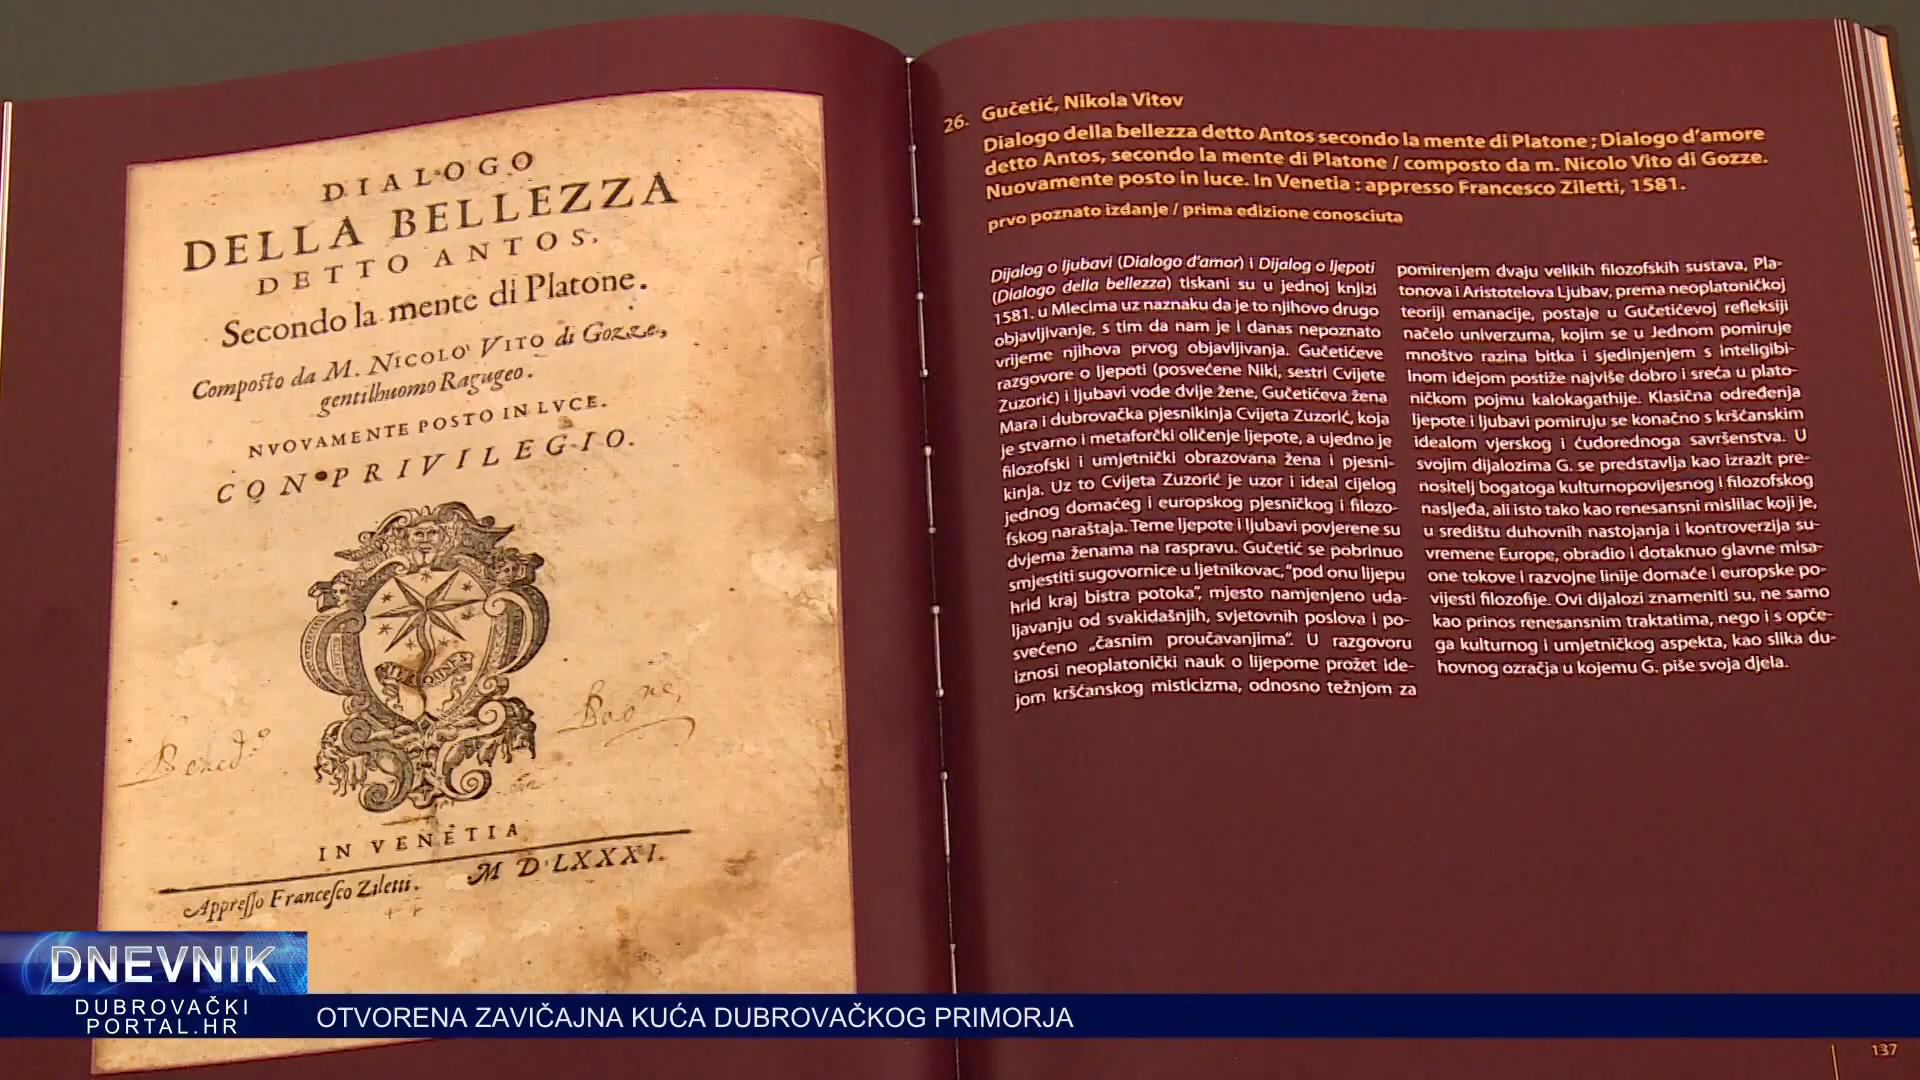 DIALOGO
DELLA BELLEZZA
DETTO ANTOS,
Secondo la mente di Platone.
Composto da M. NICOLO' VITO di Gozze,
gentilhuomo Ragugeo.
NVOVAMENTE POSTO IN LVCE.
CON PRIVILEGIO.
IN VENETIA
Appresso Francesco Ziletti. M D LXXXI.
26. Gučetić, Nikola Vitov
Dialogo della bellezza detto Antos secondo la mente di Platone ; Dialogo d'amore
detto Antos, secondo la mente di Platone / composto da m. Nicolo Vito di Gozze.
Nuovamente posto in luce. In Venetia : appresso Francesco Ziletti, 1581.
prvo poznato izdanje / prima edizione conosciuta
Dijalog o ljubavi (Dialogo d'amor) i Dijalog o ljepoti
(Dialogo della bellezza) tiskani su u jednoj knjizi
1581. u Mlecima uz naznaku da je to njihovo drugo
objavljivanje, s tim da nam je i danas nepoznato
vrijeme njihova prvog objavljivanja. Gučetićeve
razgovore o ljepoti (posvećene Niki, sestri Cvijete
Zuzorić) i ljubavi vode dvije žene, Gučetićeva žena
Mara i dubrovačka pjesnikinja Cvijeta Zuzorić, koja
je stvarno i metaforčki oličenje ljepote, a ujedno je
filozofski i umjetnički obrazovana žena i pjesni-
kinja. Uz to Cvijeta Zuzorić je uzor i ideal cijelog
jednog domaćeg i europskog pjesničkog i filozo-
fskog naraštaja. Teme ljepote i ljubavi povjerene su
dvjema ženama na raspravu. Gučetić se pobrinuo
smjestiti sugovornice u ljetnikovac, "pod onu lijepu
hrid kraj bistra potoka", mjesto namjenjeno uda-
ljavanju od svakidašnjih, svjetovnih poslova i po-
svećeno „časnim proučavanjima". U razgovoru
iznosi neoplatonički nauk o lijepome prožet ide-
jom kršćanskog misticizma, odnosno težnjom za
pomirenjem dvaju velikih filozofskih sustava, Pla-
tonova i Aristotelova Ljubav, prema neoplatoničkoj
teoriji emanacije, postaje u Gučetićevoj refleksiji
načelo univerzuma, kojim se u Jednom pomiruje
mnoštvo razina bitka i sjedinjenjem s inteligibi-
lnom idejom postiže najviše dobro i sreća u plato-
ničkom pojmu kalokagathije. Klasična određenja
ljepote i ljubavi pomiruju se konačno s kršćanskim
idealom vjerskog i ćudorednoga savršenstva. U
svojim dijalozima G. se predstavlja kao izrazit pre-
nositelj bogatoga kulturnopovijesnog i filozofskog
nasljeđa, ali isto tako kao renesansni mislilac koji je,
u središtu duhovnih nastojanja i kontroverzija su-
vremene Europe, obradio i dotaknuo glavne misa-
one tokove i razvojne linije domaće i europske po-
vijesti filozofije. Ovi dijalozi znameniti su, ne samo
kao prinos renesansnim traktatima, nego i s opće-
ga kulturnog i umjetničkog aspekta, kao slika du-
hovnog ozračja u kojemu G. piše svoja djela.
137
DNEVNIK
DUBROVAČKI
PORTAL.HR
OTVORENA ZAVIČAJNA KUĆA DUBROVAČKOG PRIMORJA